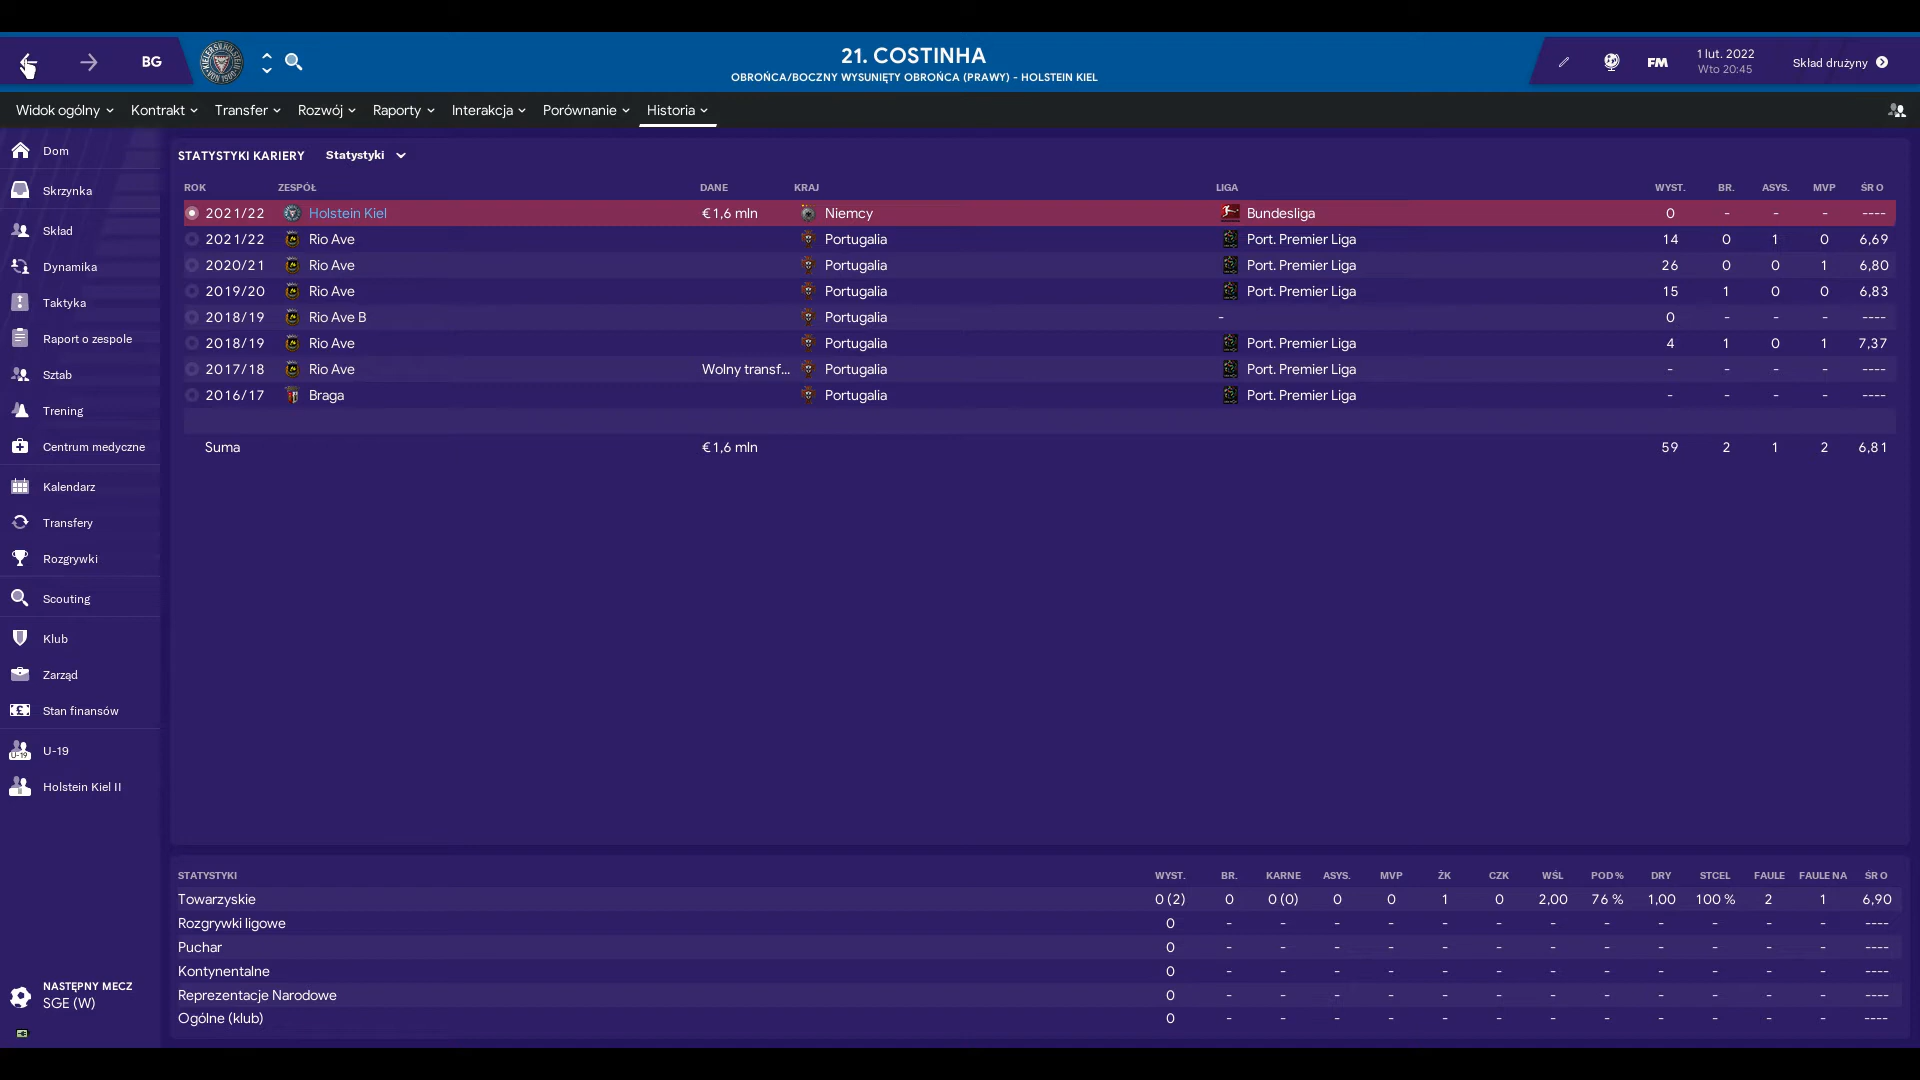 BG
21. COSTINHA
OBROŃCA/BOCZNY WYSUNIĘTY OBROŃCA (PRAWY) - HOLSTEIN KIEL
FM
1 lut. 2022
Wto 20:45
Skład drużyny
Widok ogólny Kontrakt Transfer Rozwój Raporty Interakcja Porównanie Historia
Dom
Skrzynka
Skład
Dynamika
Taktyka
Raport o zespole
Sztab
Trening
Centrum medyczne
Kalendarz
Transfery
Rozgrywki
Scouting
Klub
Zarząd
Stan finansów
U-19
Holstein Kiel II
NASTĘPNY MECZ
SGE (W)
STATYSTYKI KARIERY Statystyki
ROK ZESPÓŁ DANE KRAJ LIGA WYST. BR. ASYS. MVP ŚR O
2021/22 Holstein Kiel €1,6 mln Niemcy Bundesliga 0 - - - ----
2021/22 Rio Ave Portugalia Port. Premier Liga 14 0 1 0 6,69
2020/21 Rio Ave Portugalia Port. Premier Liga 26 0 0 1 6,80
2019/20 Rio Ave Portugalia Port. Premier Liga 15 1 0 0 6,83
2018/19 Rio Ave B Portugalia - 0 - - - ----
2018/19 Rio Ave Portugalia Port. Premier Liga 4 1 0 1 7,37
2017/18 Rio Ave Wolny transf... Portugalia Port. Premier Liga - - - - ----
2016/17 Braga Portugalia Port. Premier Liga - - - - ----
Suma €1,6 mln 59 2 1 2 6,81
STATYSTYKI WYST. BR. KARNE ASYS. MVP ŻK CZK WŚL POD % DRY STCEL FAULE FAULE NA ŚR O
Towarzyskie 0 (2) 0 0 (0) 0 0 1 0 2,00 76 % 1,00 100 % 2 1 6,90
Rozgrywki ligowe 0 - - - - - - - - - - - - ----
Puchar 0 - - - - - - - - - - - - ----
Kontynentalne 0 - - - - - - - - - - - - ----
Reprezentacje Narodowe 0 - - - - - - - - - - - - ----
Ogólne (klub) 0 - - - - - - - - - - - - ----